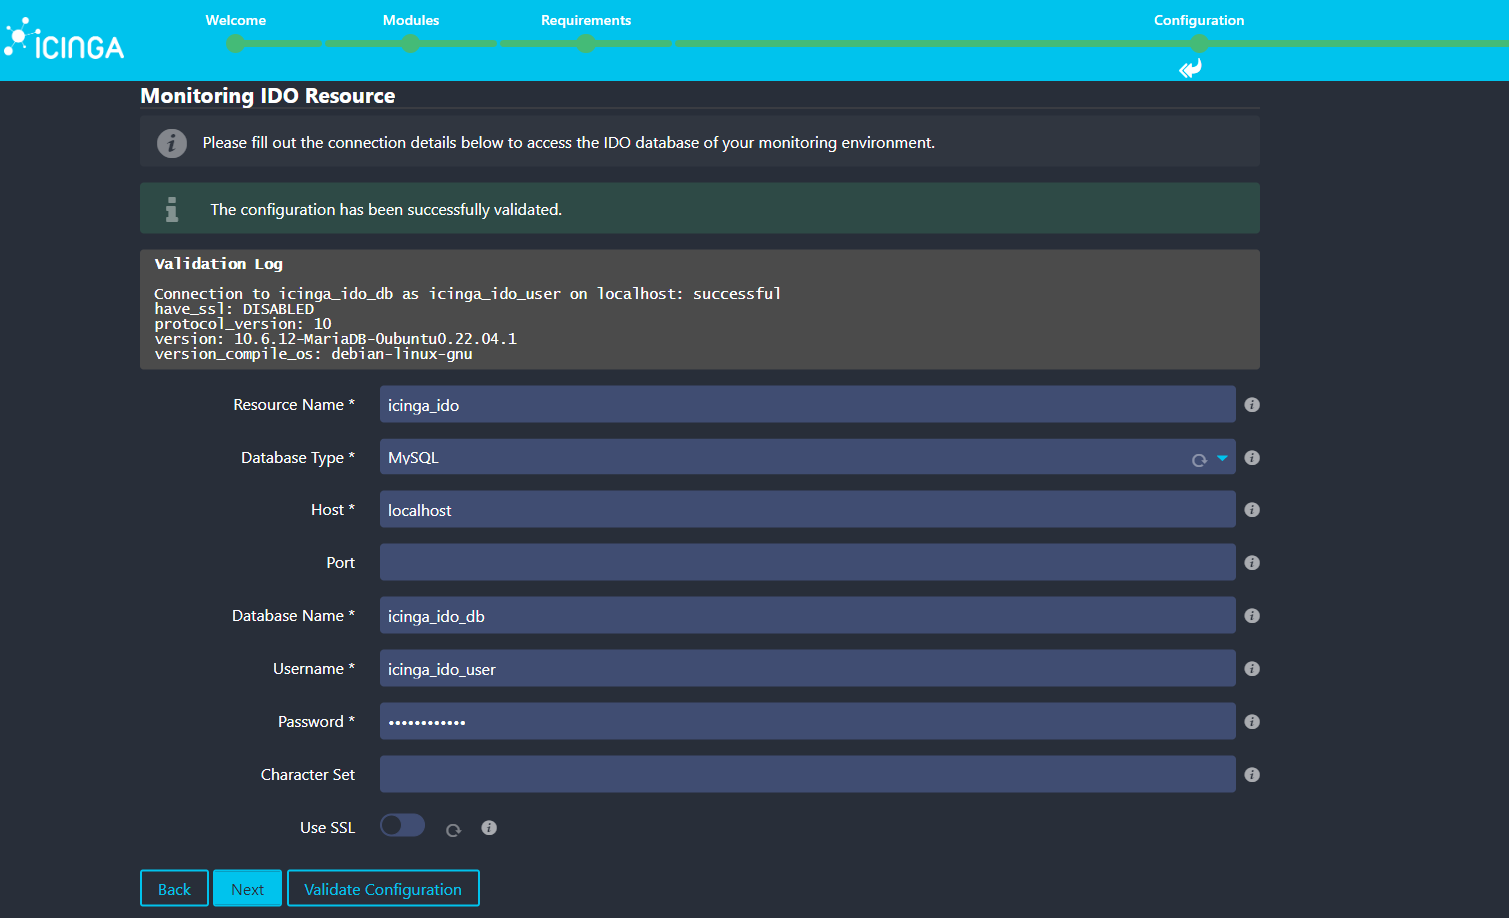 Welcome
Modules
Requirements
Configuration
ICINGA
Monitoring IDO Resource
Please fill out the connection details below to access the IDO database of your monitoring environment.
The configuration has been successfully validated.
Validation Log
Connection to icinga_ido_db as icinga_ido_user on localhost: successful
have_ssl: DISABLED
protocol_version: 10
version: 10.6.12-MariaDB-0ubuntu0.22.04.1
version_compile_os: debian-linux-gnu
Resource Name * icinga_ido
Database Type * MySQL
Host * localhost
Port
Database Name * icinga_ido_db
Username * icinga_ido_user
Password * ••••••••••••
Character Set
Use SSL
Back Next Validate Configuration